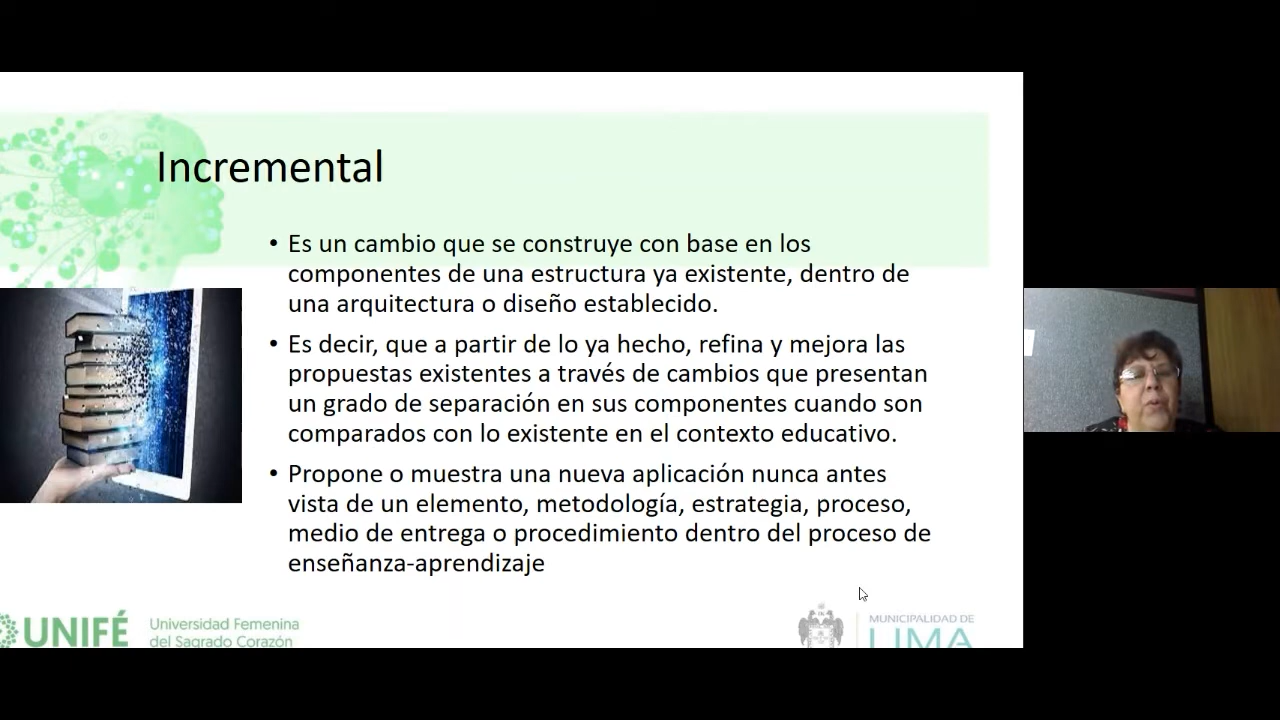 Incremental
• Es un cambio que se construye con base en los
componentes de una estructura ya existente, dentro de
una arquitectura o diseño establecido.
• Es decir, que a partir de lo ya hecho, refina y mejora las
propuestas existentes a través de cambios que presentan
un grado de separación en sus componentes cuando son
comparados con lo existente en el contexto educativo.
• Propone o muestra una nueva aplicación nunca antes
vista de un elemento, metodología, estrategia, proceso,
medio de entrega o procedimiento dentro del proceso de
enseñanza-aprendizaje
UNIFÉ
Universidad Femenina
del Sagrado Corazón
MUNICIPALIDAD DE
LIMA